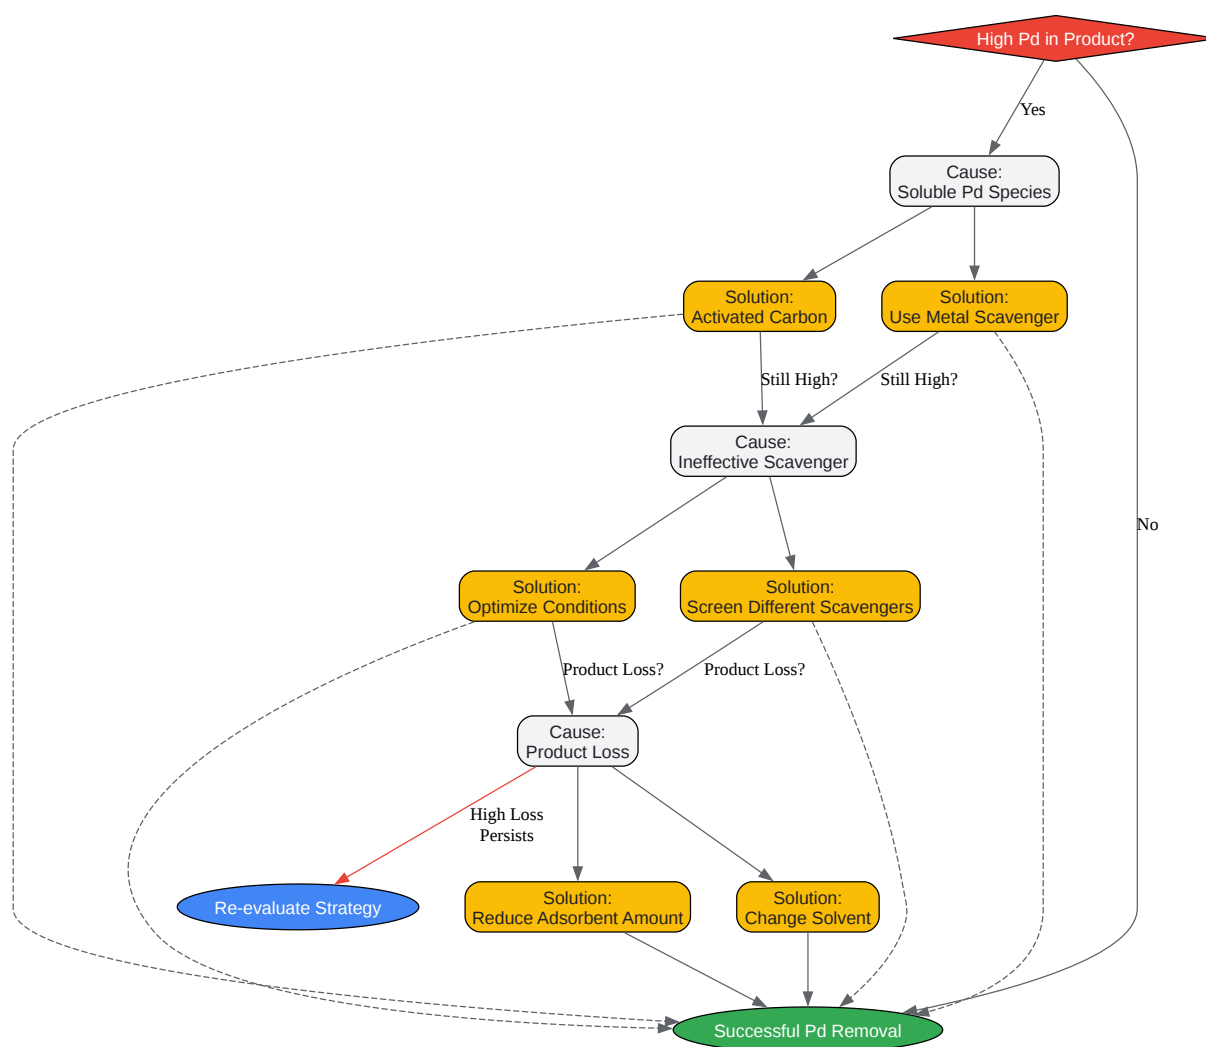 High Pd in Product?
Yes
Cause:
Soluble Pd Species
Solution:
Activated Carbon
Solution:
Use Metal Scavenger
Still High?
Still High?
Cause:
Ineffective Scavenger
No
Solution:
Optimize Conditions
Solution:
Screen Different Scavengers
Product Loss?
Product Loss?
Cause:
Product Loss
High Loss
Persists
Re-evaluate Strategy
Solution:
Reduce Adsorbent Amount
Solution:
Change Solvent
Successful Pd Removal